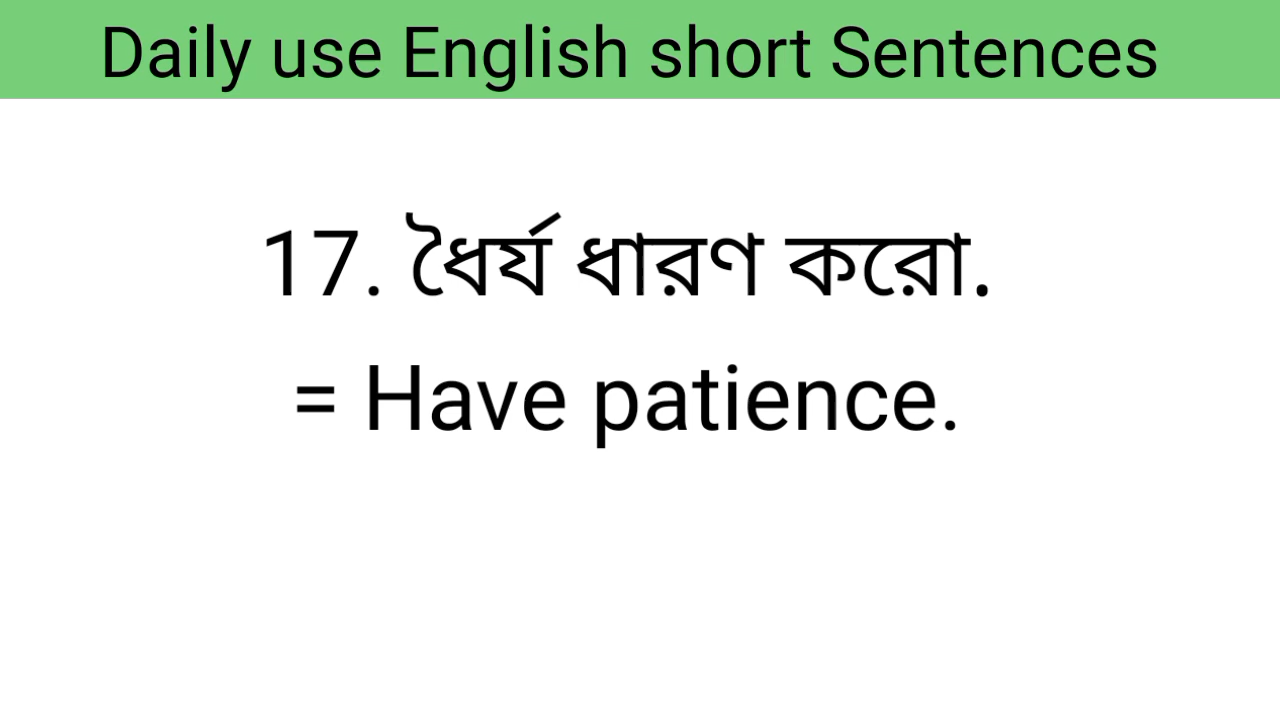 Daily use English short Sentences
17. ধৈর্য ধারণ করো.
= Have patience.